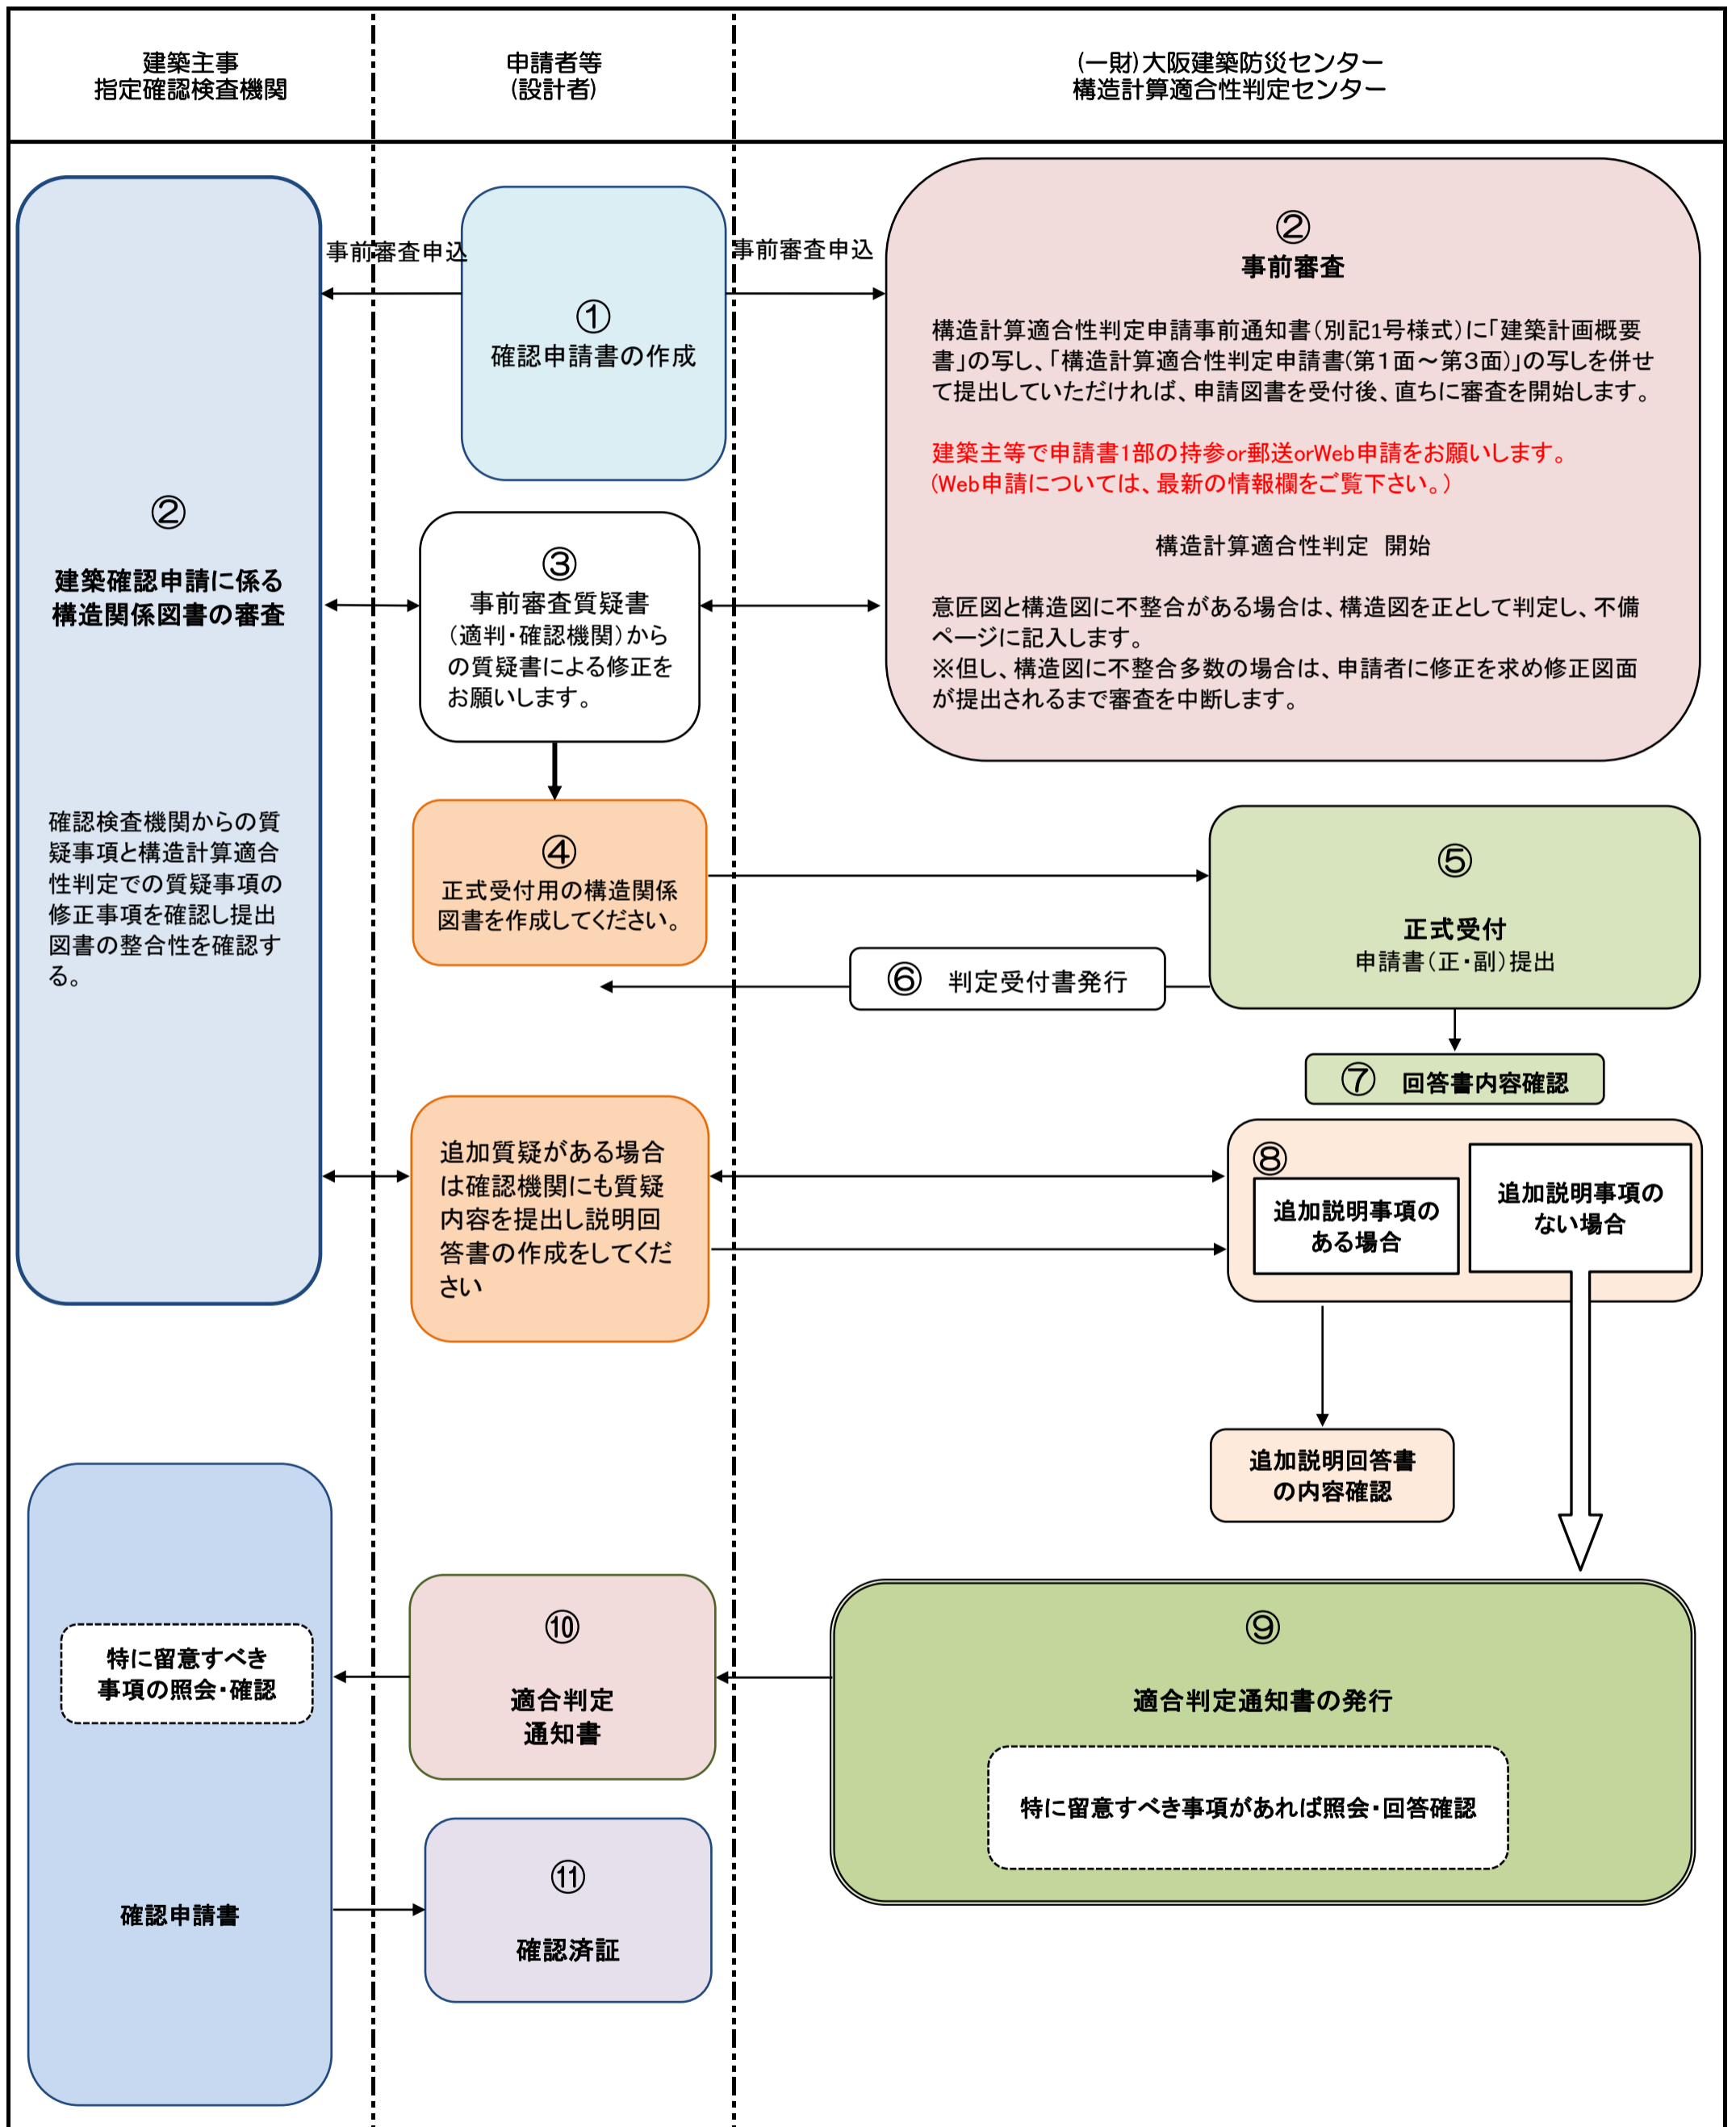 建築主事
指定確認検査機関
申請者等
(設計者)
(一財)大阪建築防災センター
構造計算適合性判定センター
事前審査申込
事前審査申込
①
確認申請書の作成
②
事前審査
構造計算適合性判定申請事前通知書(別記1号様式)に「建築計画概要
書」の写し、「構造計算適合性判定申請書(第1面～第3面)」の写しを併せ
て提出していただければ、申請図書を受付後、直ちに審査を開始します。
建築主等で申請書1部の持参or郵送orWeb申請をお願いします。
(Web申請については、最新の情報欄をご覧下さい。)
構造計算適合性判定　開始
意匠図と構造図に不整合がある場合は、構造図を正として判定し、不備
ページに記入します。
※但し、構造図に不整合多数の場合は、申請者に修正を求め修正図面
が提出されるまで審査を中断します。
②
建築確認申請に係る
構造関係図書の審査
確認検査機関からの質
疑事項と構造計算適合
性判定での質疑事項の
修正事項を確認し提出
図書の整合性を確認す
る。
③
事前審査質疑書
(適判・確認機関)から
の質疑書による修正を
お願いします。
④
正式受付用の構造関係
図書を作成してください。
⑤
正式受付
申請書(正・副)提出
⑥　判定受付書発行
⑦　回答書内容確認
追加質疑がある場合
は確認機関にも質疑
内容を提出し説明回
答書の作成をしてくだ
さい
⑧
追加説明事項の
ある場合
追加説明事項の
ない場合
追加説明回答書
の内容確認
特に留意すべき
事項の照会・確認
確認申請書
⑩
適合判定
通知書
⑨
適合判定通知書の発行
特に留意すべき事項があれば照会・回答確認
⑪
確認済証